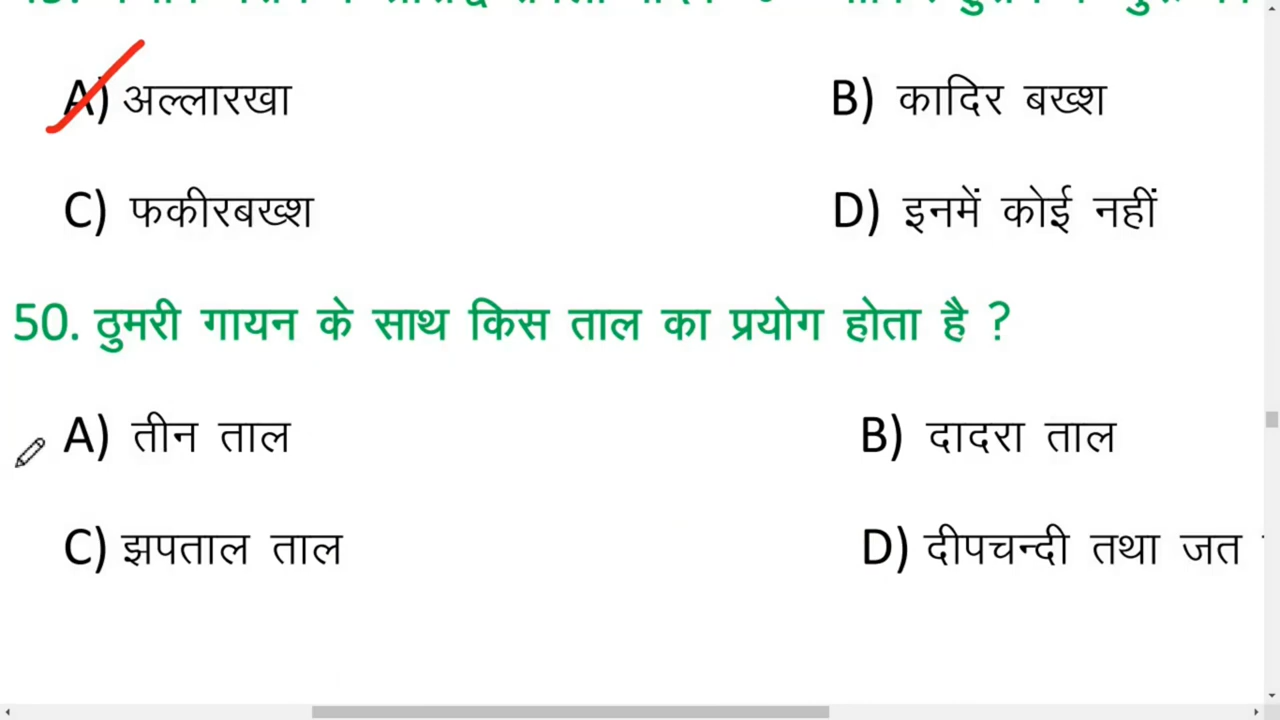 A) अल्लारखा B) कादिर बख्श
C) फकीरबख्श D) इनमें कोई नहीं
50. ठुमरी गायन के साथ किस ताल का प्रयोग होता है ?
A) तीन ताल B) दादरा ताल
C) झपताल ताल D) दीपचन्दी तथा जत